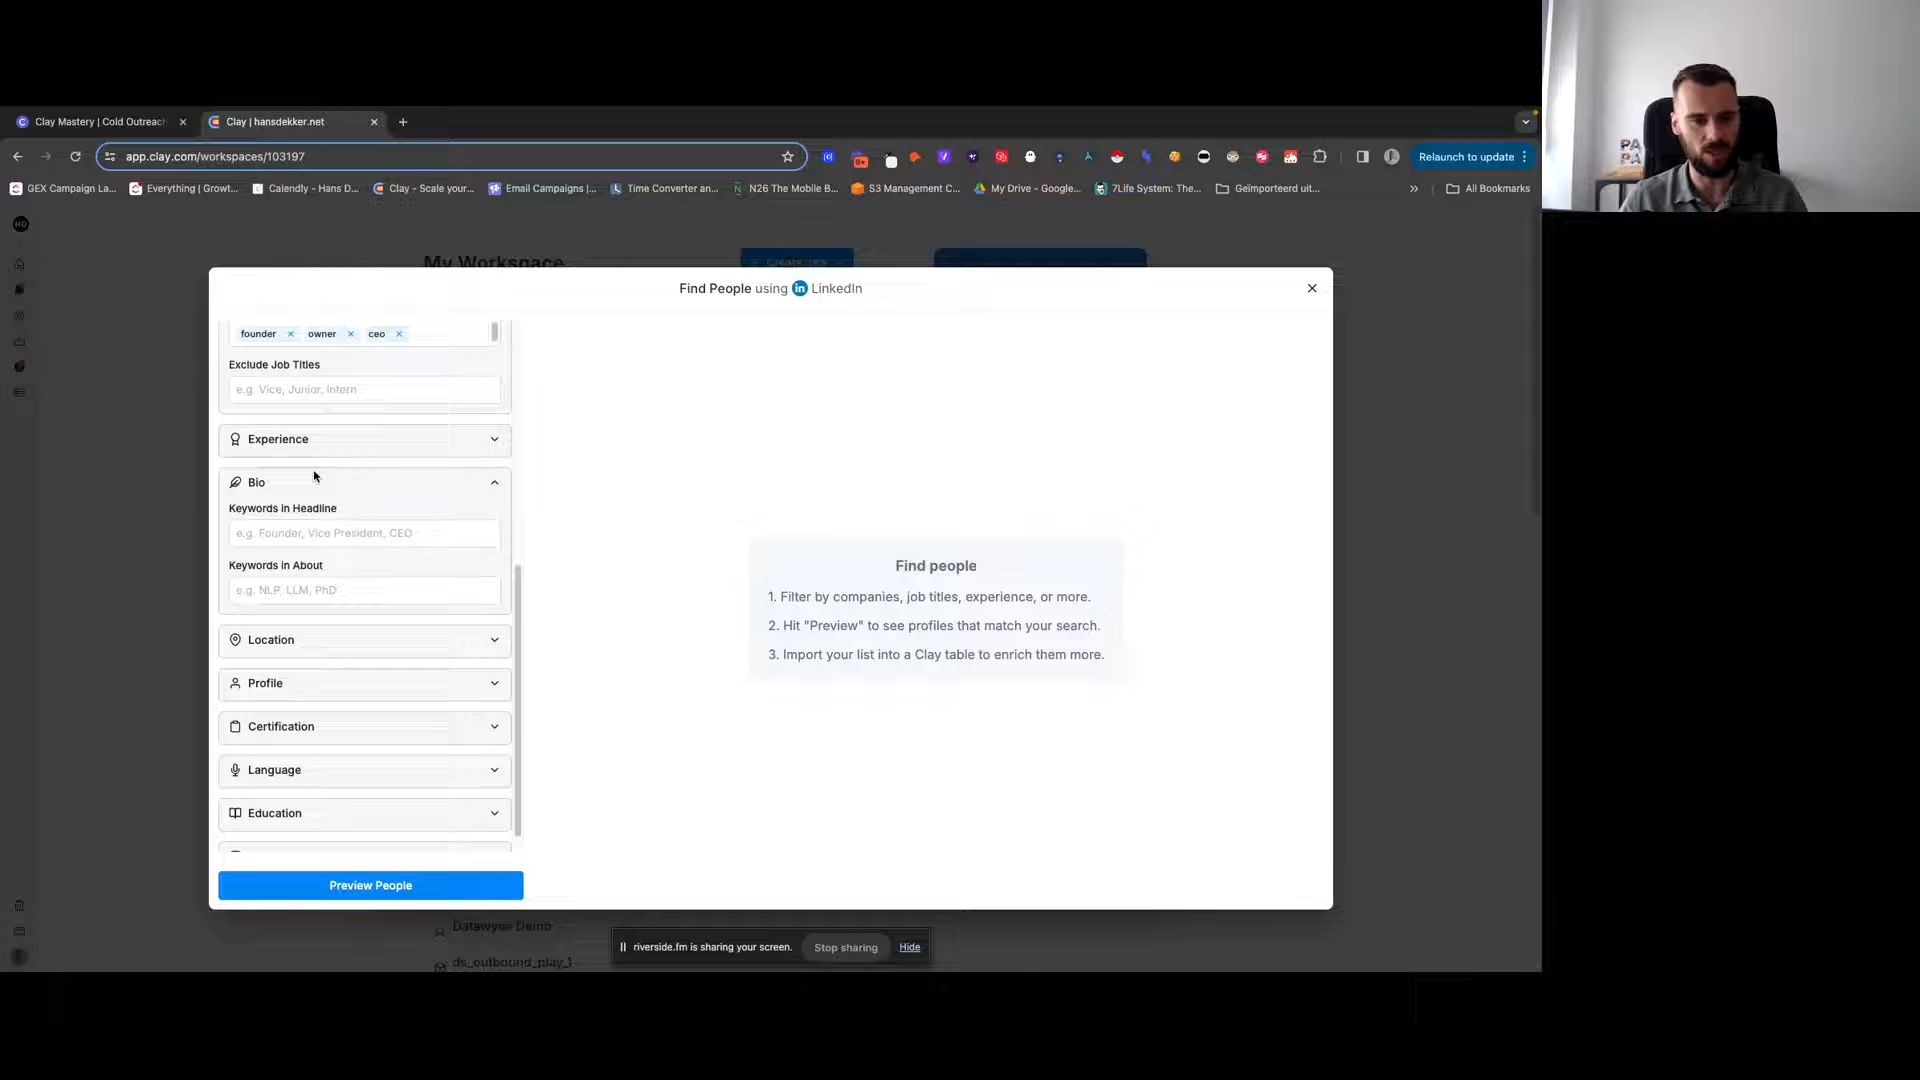 Clay Mastery | Cold Outreach
Clay | hansdekker.net
app.clay.com/workspaces/103197
Relaunch to update
GEX Campaign La...
Everything | Growt...
Calendly - Hans D...
Clay - Scale your...
Email Campaigns |...
Time Converter an...
N26 The Mobile B...
S3 Management C...
My Drive - Google...
7Life System: The...
Geïmporteerd uit...
All Bookmarks
HD
My Workspace
Create new
Find People using LinkedIn
founder
owner
ceo
Exclude Job Titles
e.g. Vice, Junior, Intern
Experience
Bio
Keywords in Headline
e.g. Founder, Vice President, CEO
Keywords in About
e.g. NLP, LLM, PhD
Location
Profile
Certification
Language
Education
Preview People
Find people
1. Filter by companies, job titles, experience, or more.
2. Hit "Preview" to see profiles that match your search.
3. Import your list into a Clay table to enrich them more.
Datawyse Demo
ds_outbound_play_1
riverside.fm is sharing your screen.
Stop sharing
Hide
PA
PA